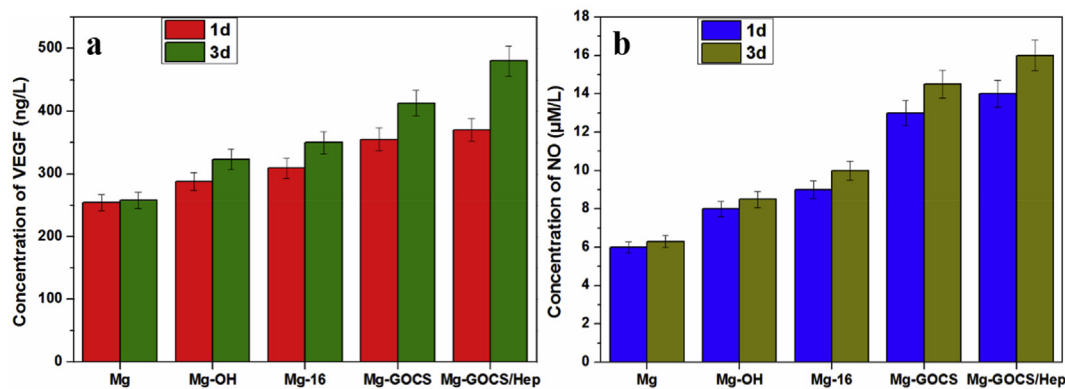 a
1d
3d
Concentration of VEGF (ng/L)
500
400
300
200
100
0
Mg
Mg-OH
Mg-16
Mg-GOCS
Mg-GOCS/Hep
b
1d
3d
Concentration of NO (μM/L)
18
16
14
12
10
8
6
4
2
0
Mg
Mg-OH
Mg-16
Mg-GOCS
Mg-GOCS/Hep